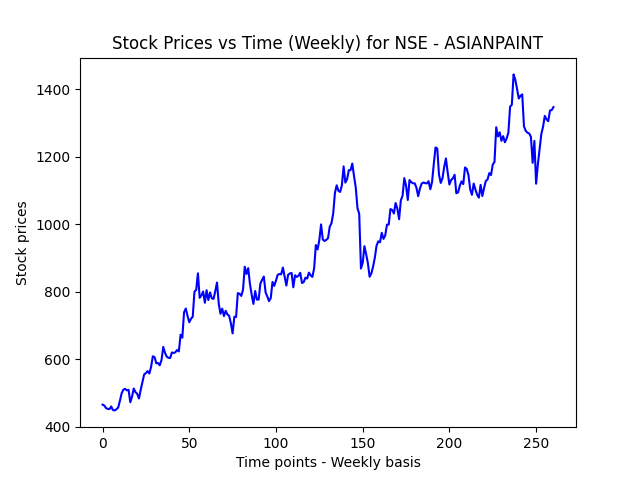 Stock Prices vs Time (Weekly) for NSE - ASIANPAINT
1400
1200
1000
800
600
400
Stock prices
0 50 100 150 200 250
Time points - Weekly basis